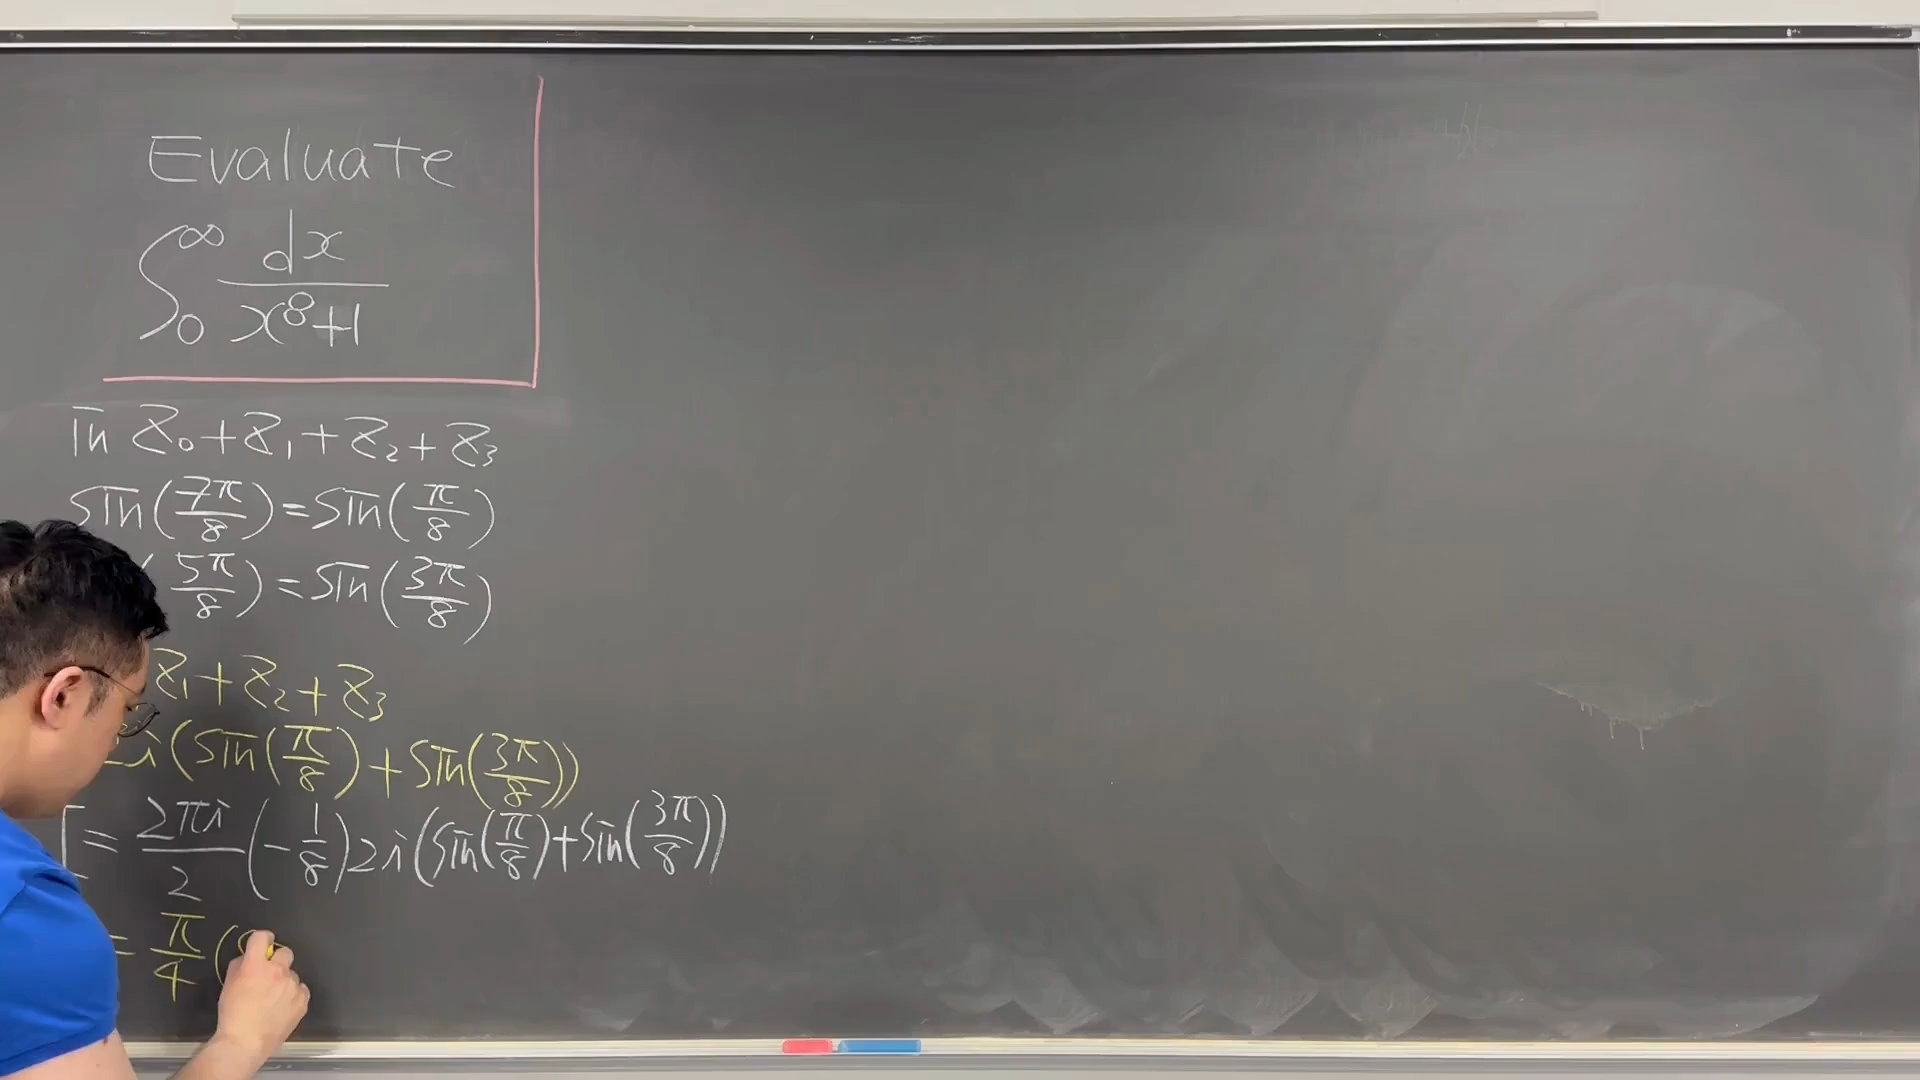 Evaluate
∫₀^∞ dx/(x⁸+1)
In Z₀+Z₁+Z₂+Z₃
sin(7π/8)=sin(π/8)
(5π/8)=sin(3π/8)
Z₁+Z₂+Z₃
2i(sin(π/8)+sin(3π/8))
I = 2πi/2 (-1/8)2i(sin(π/8)+sin(3π/8))
= π/4 (